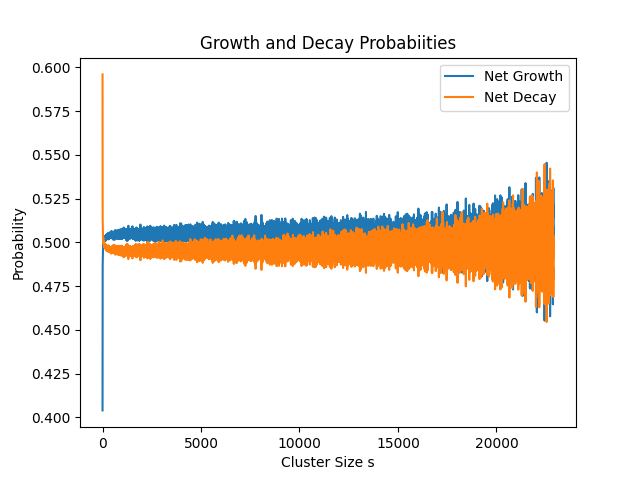 Growth and Decay Probabiities
Net Growth
Net Decay
0.600
0.575
0.550
0.525
0.500
0.475
0.450
0.425
0.400
Probability
0 5000 10000 15000 20000
Cluster Size s